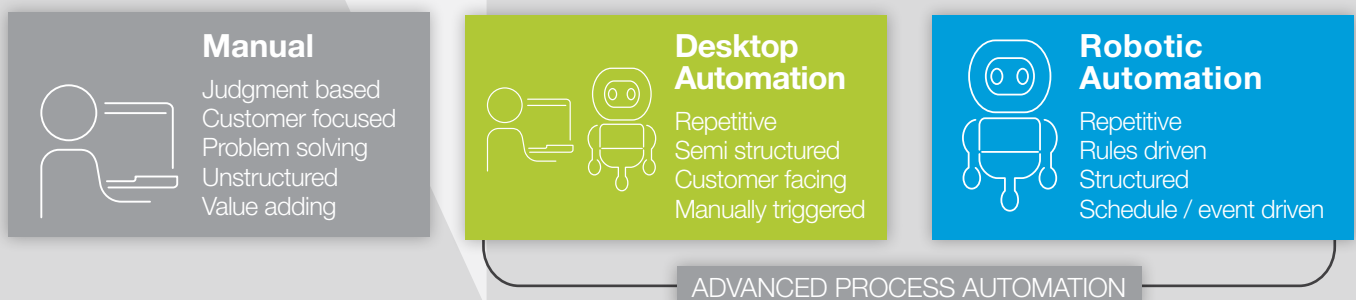 Manual
Judgment based
Customer focused
Problem solving
Unstructured
Value adding
Desktop
Automation
Repetitive
Semi structured
Customer facing
Manually triggered
Robotic
Automation
Repetitive
Rules driven
Structured
Schedule / event driven
ADVANCED PROCESS AUTOMATION